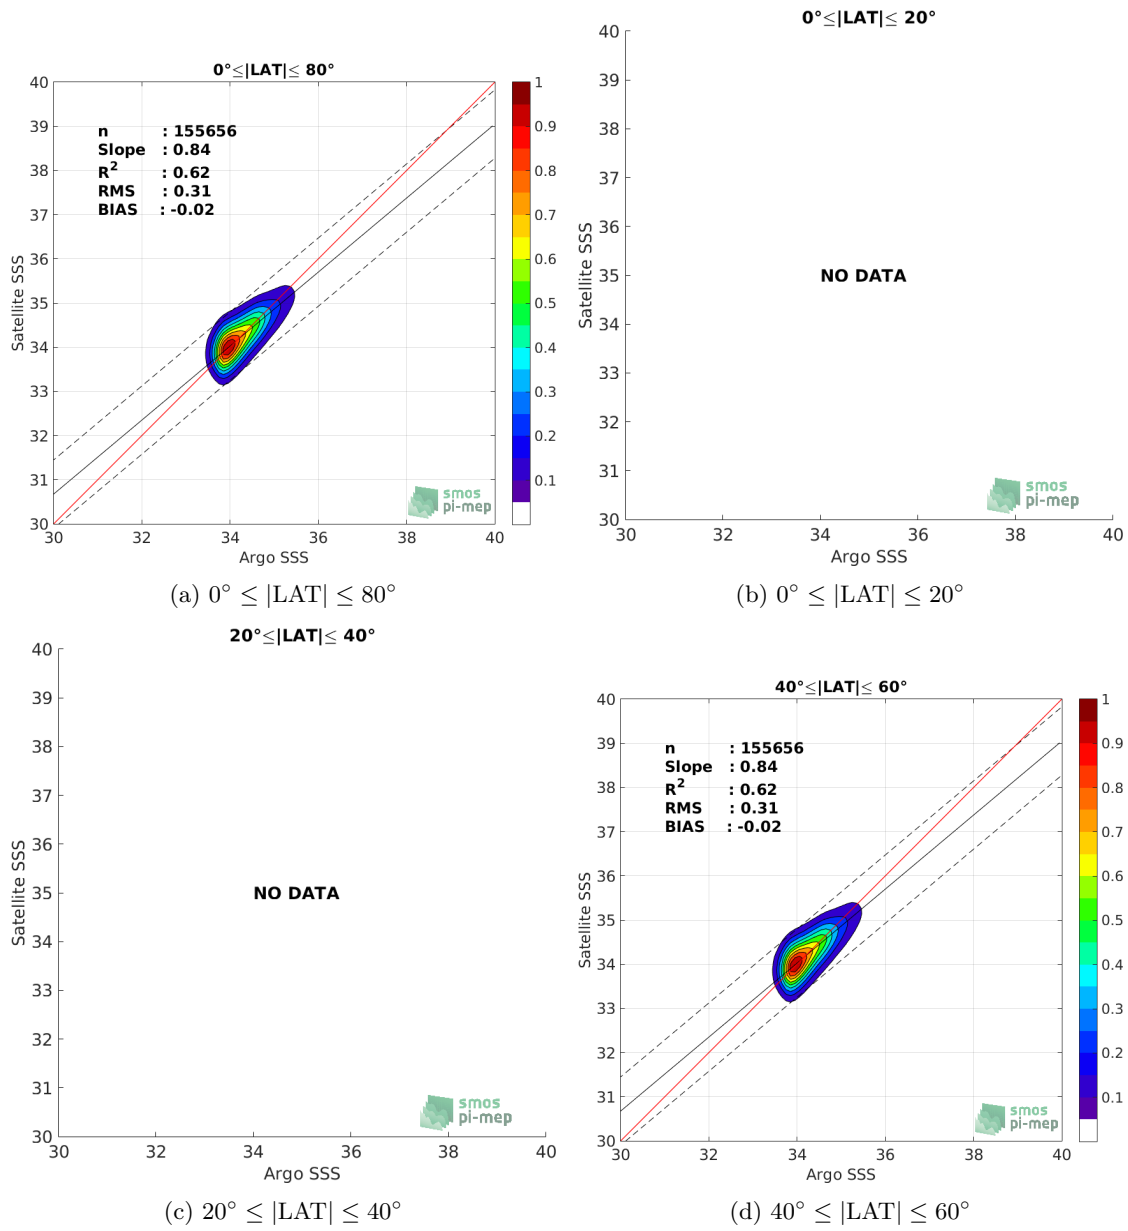 0°≤|LAT|≤ 80°
40
39
38
37
36
35
34
33
32
31
30
Satellite SSS
n : 155656
Slope : 0.84
R² : 0.62
RMS : 0.31
BIAS : -0.02
smos
pi-mep
30 32 34 36 38 40
Argo SSS
1
0.9
0.8
0.7
0.6
0.5
0.4
0.3
0.2
0.1
(a) 0° ≤ |LAT| ≤ 80°
0°≤|LAT|≤ 20°
40
39
38
37
36
35
34
33
32
31
30
Satellite SSS
NO DATA
smos
pi-mep
30 32 34 36 38 40
Argo SSS
(b) 0° ≤ |LAT| ≤ 20°
20°≤|LAT|≤ 40°
40
39
38
37
36
35
34
33
32
31
30
Satellite SSS
NO DATA
smos
pi-mep
30 32 34 36 38 40
Argo SSS
(c) 20° ≤ |LAT| ≤ 40°
40°≤|LAT|≤ 60°
40
39
38
37
36
35
34
33
32
31
30
Satellite SSS
n : 155656
Slope : 0.84
R² : 0.62
RMS : 0.31
BIAS : -0.02
smos
pi-mep
30 32 34 36 38 40
Argo SSS
1
0.9
0.8
0.7
0.6
0.5
0.4
0.3
0.2
0.1
(d) 40° ≤ |LAT| ≤ 60°